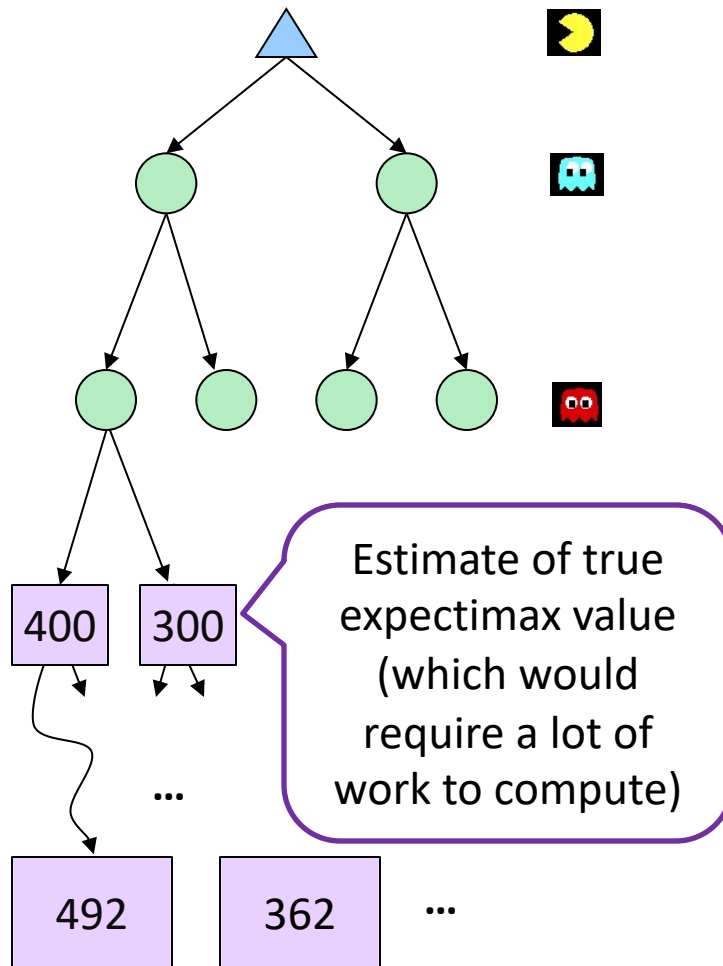 Estimate of true
expectimax value
(which would
require a lot of
work to compute)
400
300
...
492
362
...